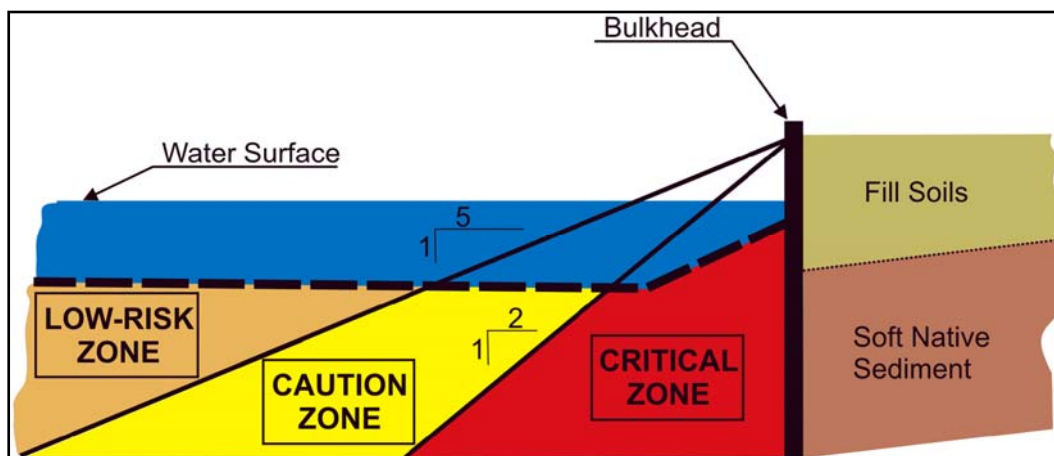 Bulkhead
Water Surface
Fill Soils
5
1
LOW-RISK
ZONE
2
1
CAUTION
ZONE
CRITICAL
ZONE
Soft Native
Sediment